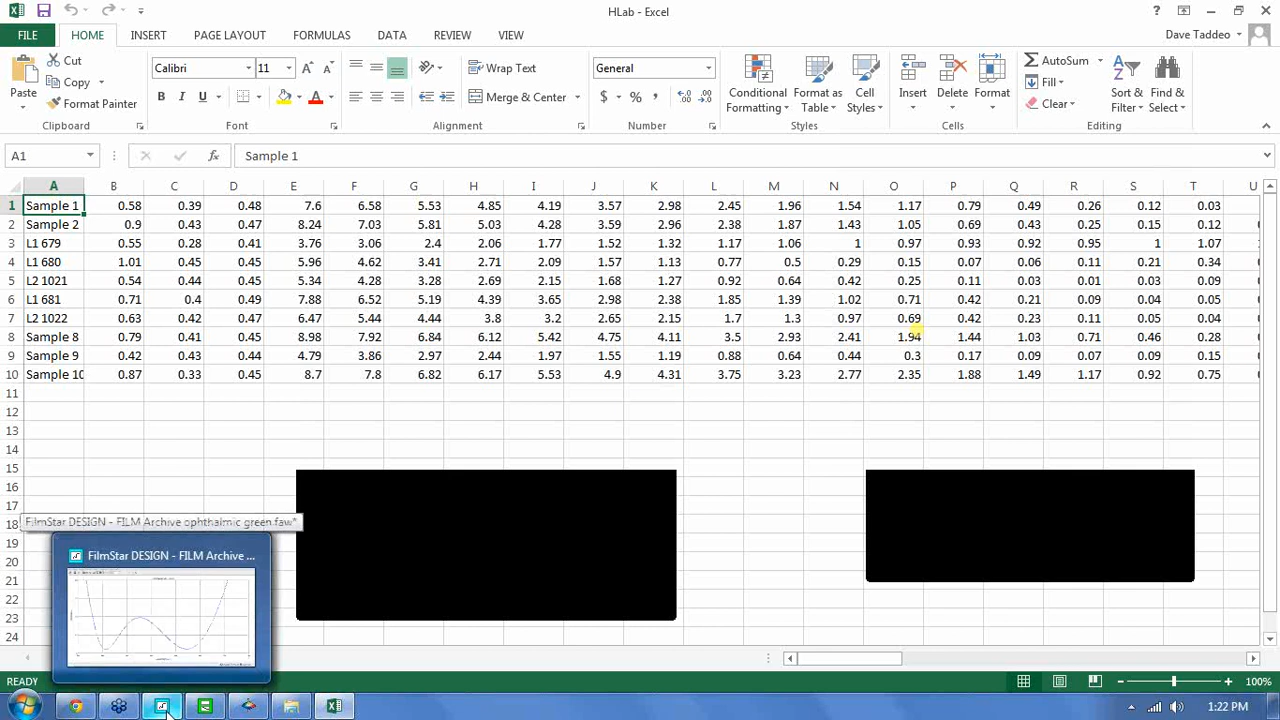 HLab - Excel
FILE HOME INSERT PAGE LAYOUT FORMULAS DATA REVIEW VIEW Dave Taddeo
Paste Cut Copy Format Painter
Calibri 11 B I U A
Wrap Text Merge & Center
General $ % ,
Conditional Formatting Format as Table Cell Styles
Insert Delete Format
AutoSum Fill Clear Sort & Filter Find & Select
Clipboard Font Alignment Number Styles Cells Editing
A1 fx Sample 1
A B C D E F G H I J K L M N O P Q R S T U
1 Sample 1 0.58 0.39 0.48 7.6 6.58 5.53 4.85 4.19 3.57 2.98 2.45 1.96 1.54 1.17 0.79 0.49 0.26 0.12 0.03
2 Sample 2 0.9 0.43 0.47 8.24 7.03 5.81 5.03 4.28 3.59 2.96 2.38 1.87 1.43 1.05 0.69 0.43 0.25 0.15 0.12
3 L1 679 0.55 0.28 0.41 3.76 3.06 2.4 2.06 1.77 1.52 1.32 1.17 1.06 1 0.97 0.93 0.92 0.95 1 1.07
4 L1 680 1.01 0.45 0.45 5.96 4.62 3.41 2.71 2.09 1.57 1.13 0.77 0.5 0.29 0.15 0.07 0.06 0.11 0.21 0.34
5 L2 1021 0.54 0.44 0.45 5.34 4.28 3.28 2.69 2.15 1.68 1.27 0.92 0.64 0.42 0.25 0.11 0.03 0.01 0.03 0.09
6 L1 681 0.71 0.4 0.49 7.88 6.52 5.19 4.39 3.65 2.98 2.38 1.85 1.39 1.02 0.71 0.42 0.21 0.09 0.04 0.05
7 L2 1022 0.63 0.42 0.47 6.47 5.44 4.44 3.8 3.2 2.65 2.15 1.7 1.3 0.97 0.69 0.42 0.23 0.11 0.05 0.04
8 Sample 8 0.79 0.41 0.45 8.98 7.92 6.84 6.12 5.42 4.75 4.11 3.5 2.93 2.41 1.94 1.44 1.03 0.71 0.46 0.28
9 Sample 9 0.42 0.43 0.44 4.79 3.86 2.97 2.44 1.97 1.55 1.19 0.88 0.64 0.44 0.3 0.17 0.09 0.07 0.09 0.15
10 Sample 10 0.87 0.33 0.45 8.7 7.8 6.82 6.17 5.53 4.9 4.31 3.75 3.23 2.77 2.35 1.88 1.49 1.17 0.92 0.75
11
12
13
14
15
16
17
18
FilmStar DESIGN - FILM Archive ophthalmic green.faw*
19
20
FilmStar DESIGN - FILM Archive ...
21
22
23
24
READY 100%
1:22 PM